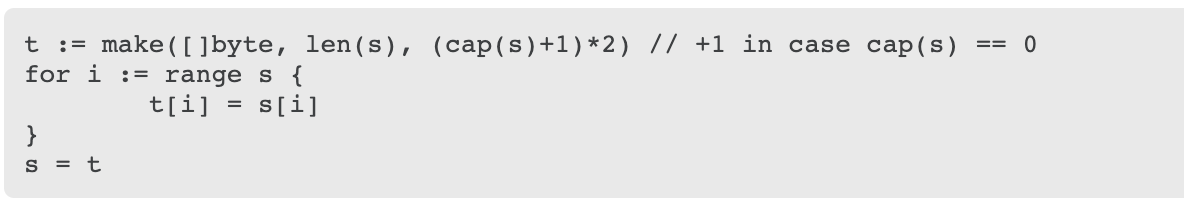 t := make([]byte, len(s), (cap(s)+1)*2) // +1 in case cap(s) == 0
for i := range s {
        t[i] = s[i]
}
s = t